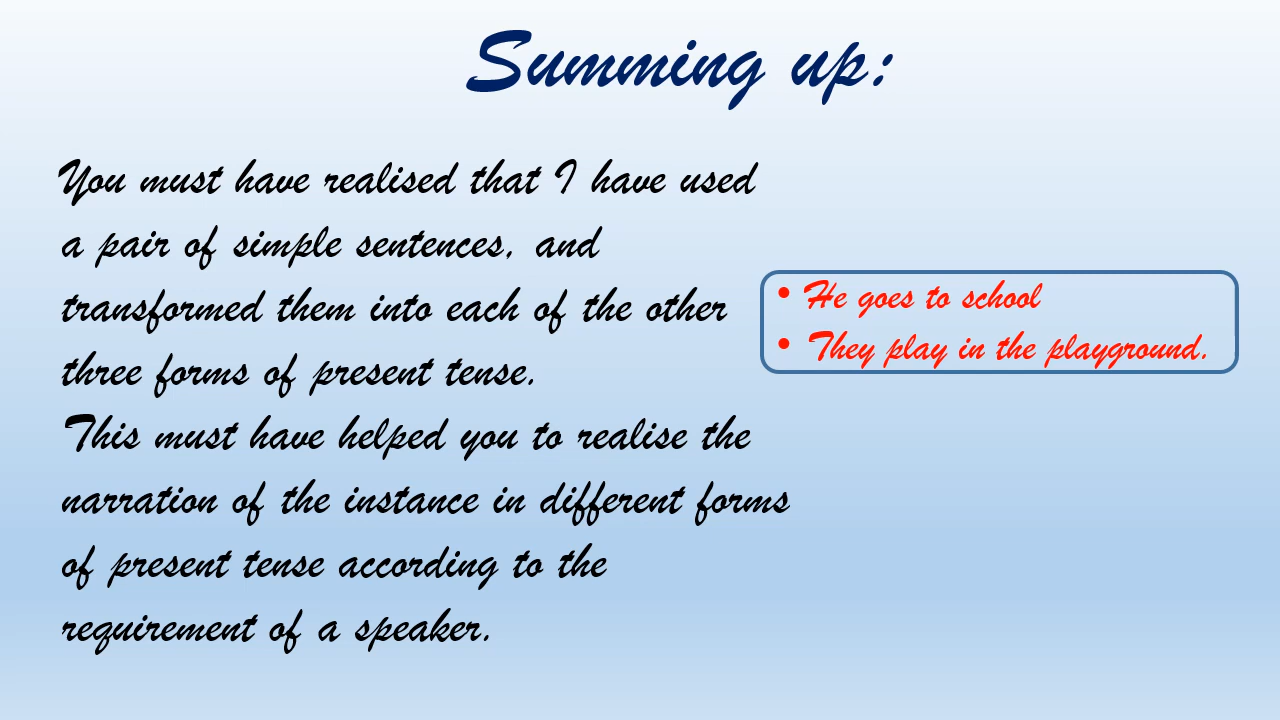 Summing up:
You must have realised that I have used
a pair of simple sentences, and
transformed them into each of the other
three forms of present tense.
This must have helped you to realise the
narration of the instance in different forms
of present tense according to the
requirement of a speaker.
• He goes to school
• They play in the playground.